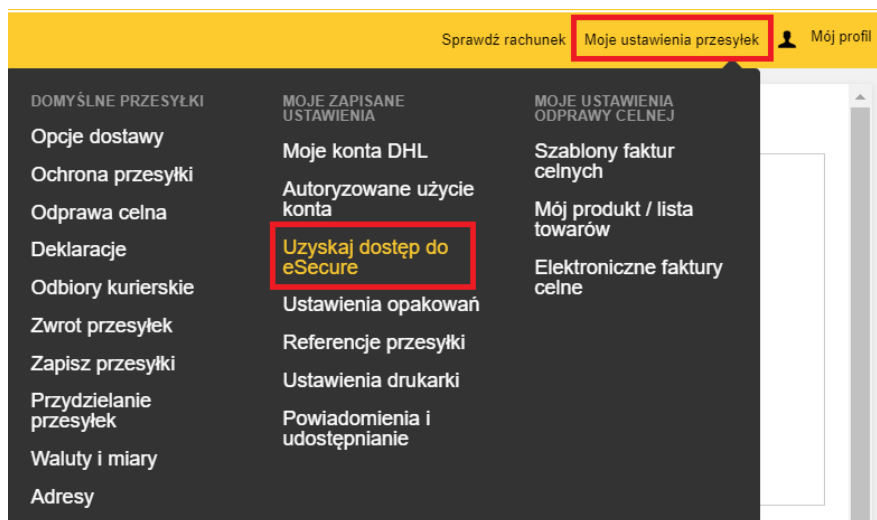 Sprawdź rachunek Moje ustawienia przesyłek Mój profil
DOMYŚLNE PRZESYŁKI
Opcje dostawy
Ochrona przesyłki
Odprawa celna
Deklaracje
Odbiory kurierskie
Zwrot przesyłek
Zapisz przesyłki
Przydzielanie
przesyłek
Waluty i miary
Adresy
MOJE ZAPISANE
USTAWIENIA
Moje konta DHL
Autoryzowane użycie
konta
Uzyskaj dostęp do
eSecure
Ustawienia opakowań
Referencje przesyłki
Ustawienia drukarki
Powiadomienia i
udostępnianie
MOJE USTAWIENIA
ODPRAWY CELNEJ
Szablony faktur
celnych
Mój produkt / lista
towarów
Elektroniczne faktury
celne